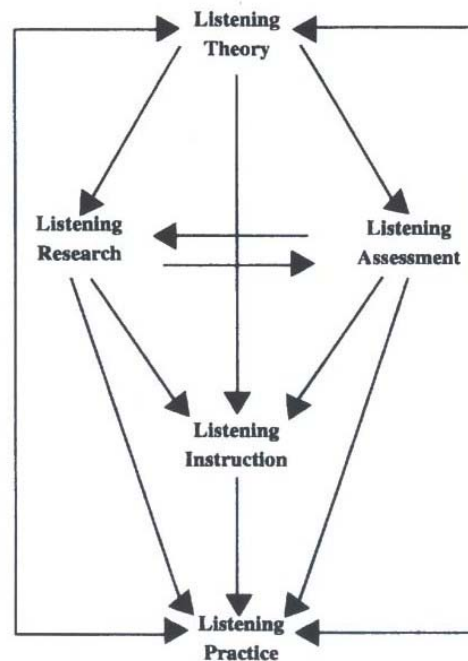 Listening
Theory
Listening
Research
Listening
Assessment
Listening
Instruction
Listening
Practice